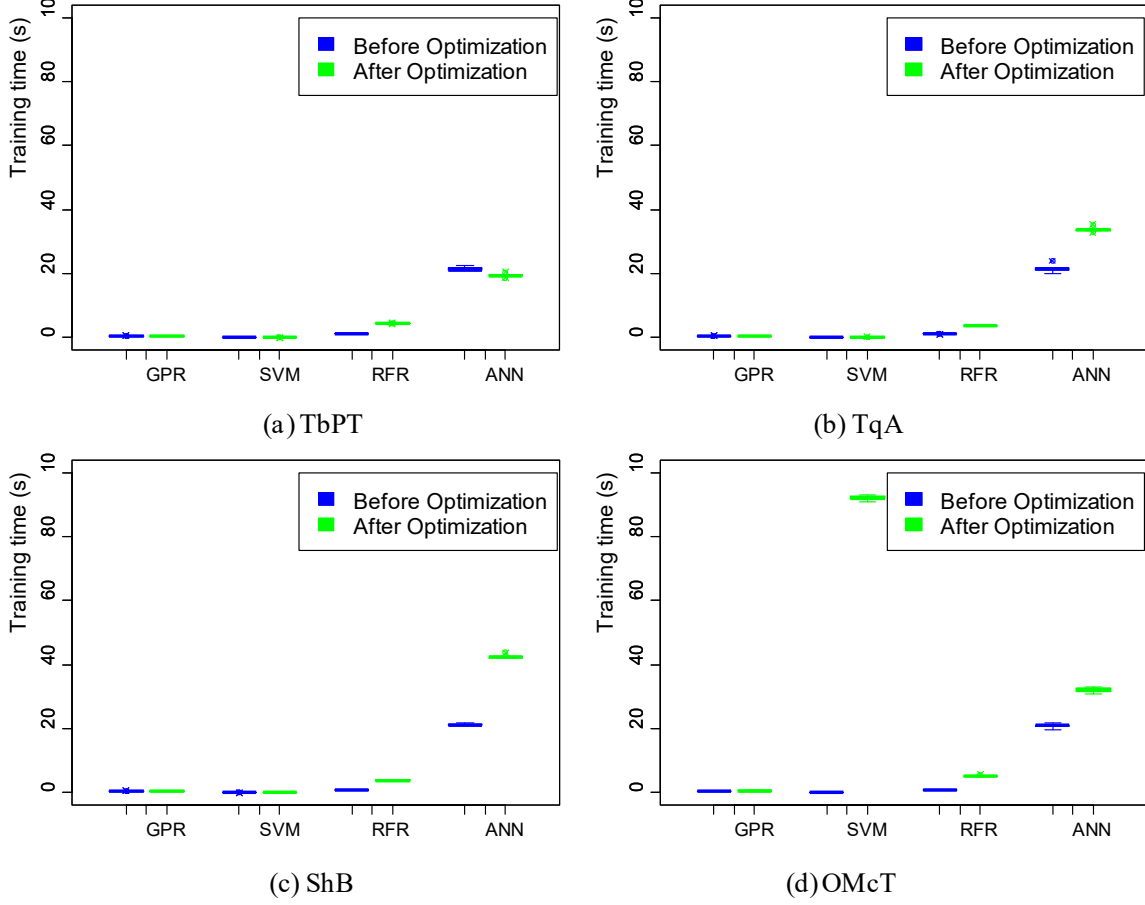 Training time (s)
10
80
60
40
20
0
Before Optimization
After Optimization
GPR SVM RFR ANN
(a) TbPT
Training time (s)
10
80
60
40
20
0
Before Optimization
After Optimization
GPR SVM RFR ANN
(b) TqA
Training time (s)
10
80
60
40
20
0
Before Optimization
After Optimization
GPR SVM RFR ANN
(c) ShB
Training time (s)
10
80
60
40
20
0
Before Optimization
After Optimization
GPR SVM RFR ANN
(d) OMcT